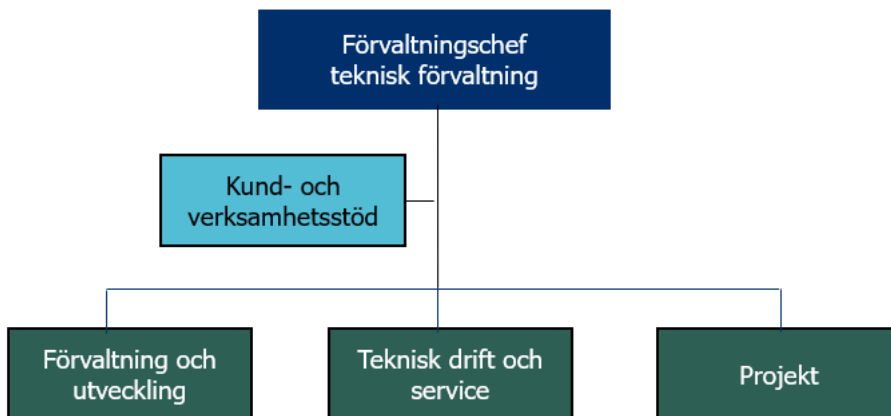 Förvaltningschef
teknisk förvaltning
Kund- och
verksamhetsstöd
Förvaltning och
utveckling
Teknisk drift och
service
Projekt